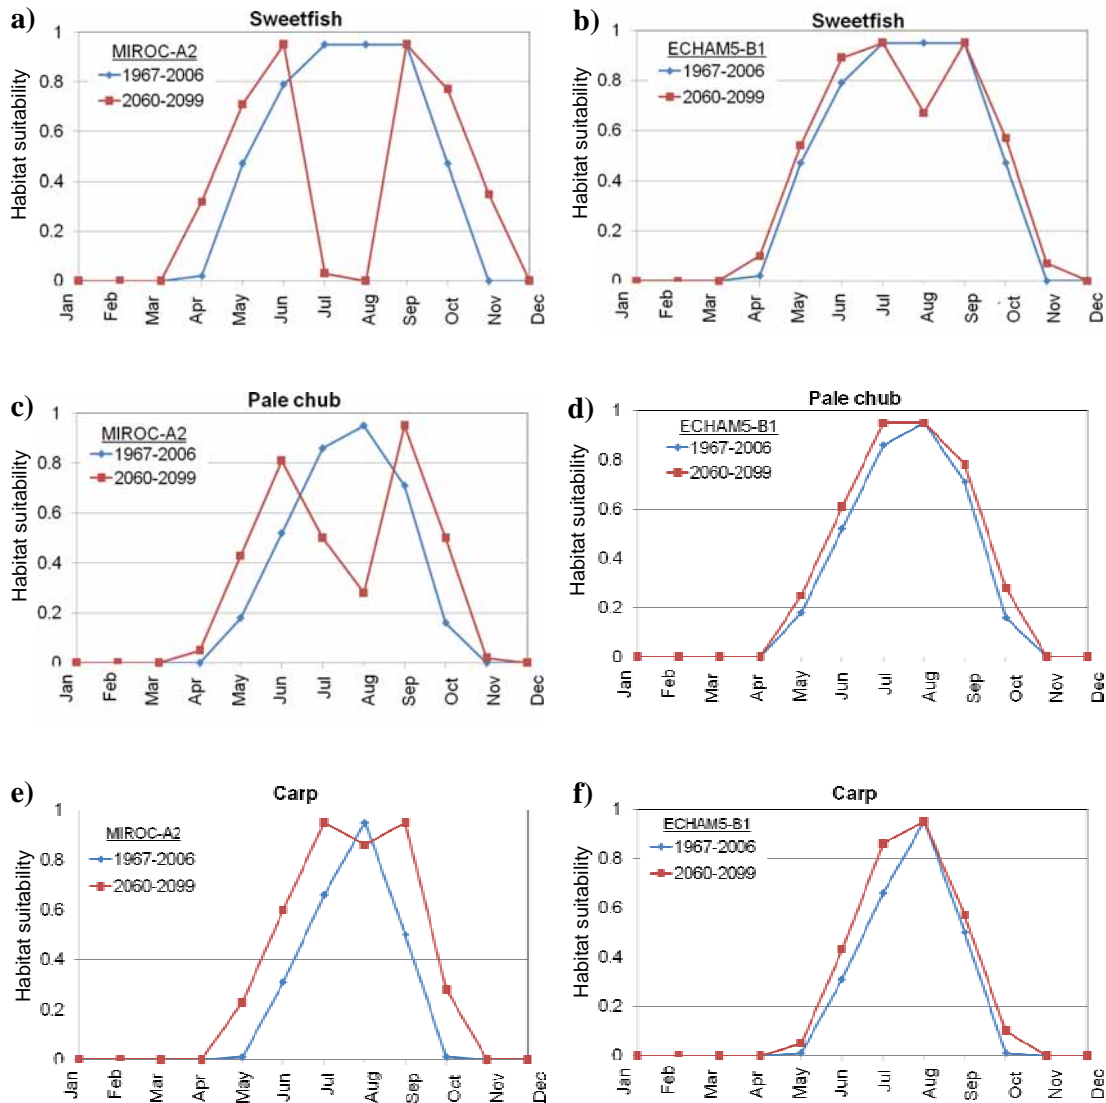 a)
Sweetfish
MIROC-A2
1967-2006
2060-2099
Habitat suitability
1
0.8
0.6
0.4
0.2
0
Jan Feb Mar Apr May Jun Jul Aug Sep Oct Nov Dec
b)
Sweetfish
ECHAM5-B1
1967-2006
2060-2099
Habitat suitability
1
0.8
0.6
0.4
0.2
0
Jan Feb Mar Apr May Jun Jul Aug Sep Oct Nov Dec
c)
Pale chub
MIROC-A2
1967-2006
2060-2099
Habitat suitability
1
0.8
0.6
0.4
0.2
0
Jan Feb Mar Apr May Jun Jul Aug Sep Oct Nov Dec
d)
Pale chub
ECHAM5-B1
1967-2006
2060-2099
Habitat suitability
1
0.8
0.6
0.4
0.2
0
Jan Feb Mar Apr May Jun Jul Aug Sep Oct Nov Dec
e)
Carp
MIROC-A2
1967-2006
2060-2099
Habitat suitability
1
0.8
0.6
0.4
0.2
0
Jan Feb Mar Apr May Jun Jul Aug Sep Oct Nov Dec
f)
Carp
ECHAM5-B1
1967-2006
2060-2099
Habitat suitability
1
0.8
0.6
0.4
0.2
0
Jan Feb Mar Apr May Jun Jul Aug Sep Oct Nov Dec